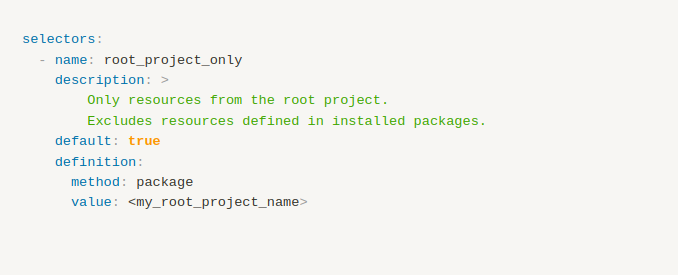 selectors:
  - name: root_project_only
    description: >
        Only resources from the root project.
        Excludes resources defined in installed packages.
    default: true
    definition:
      method: package
      value: <my_root_project_name>